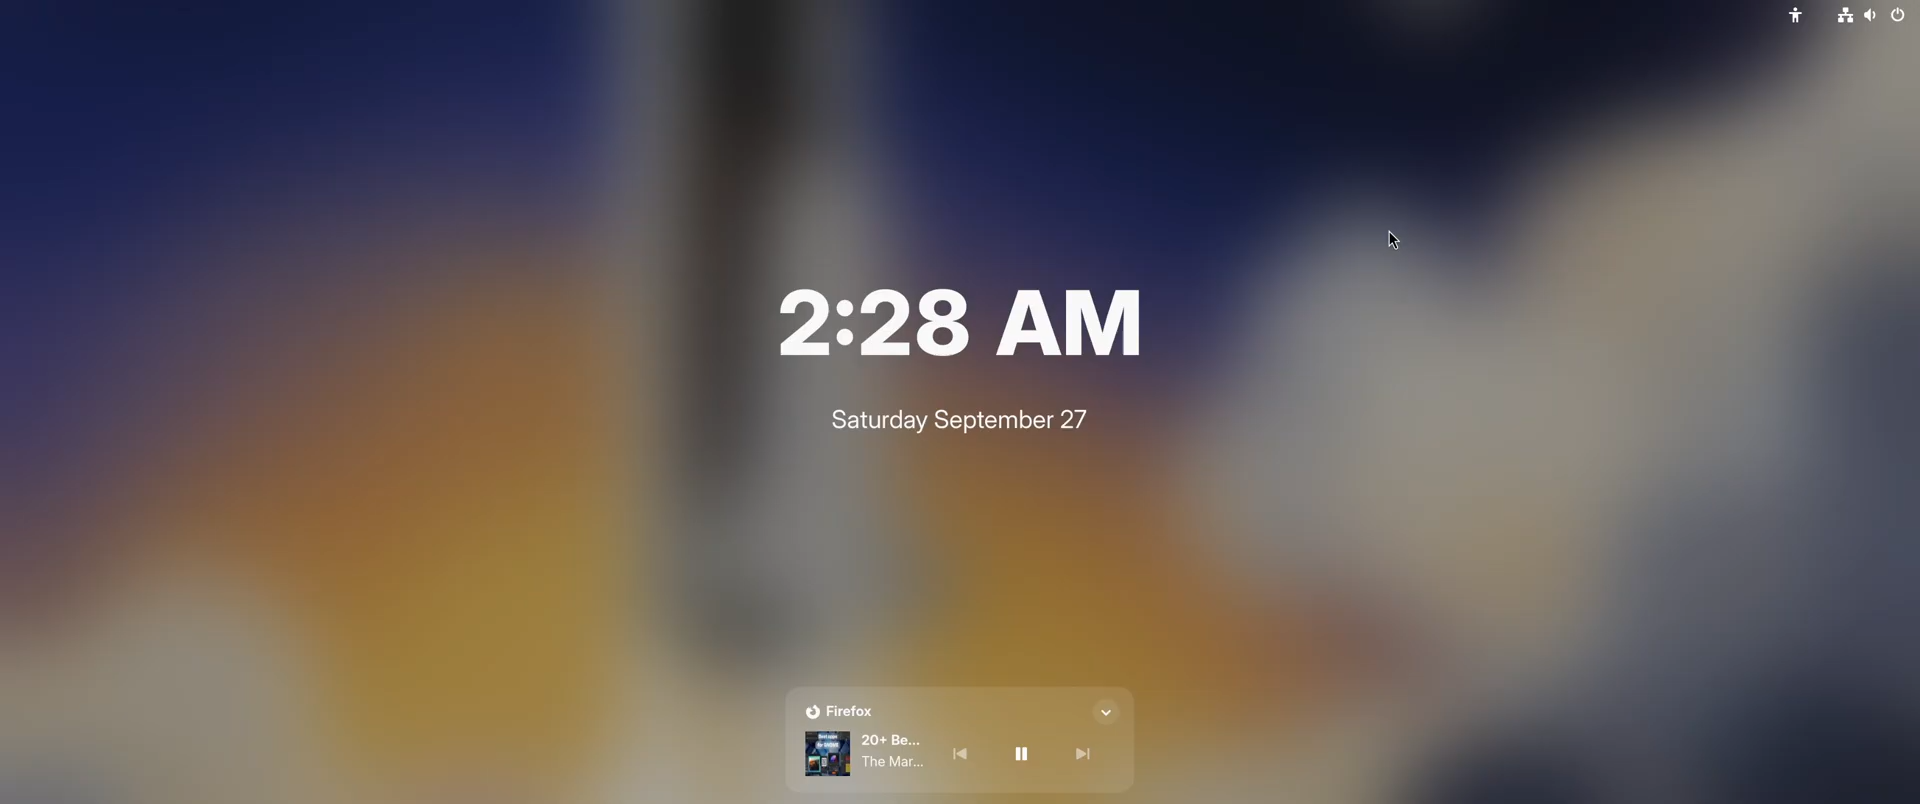 2:28 AM
Saturday September 27
Firefox
20+ Be...
The Mar...